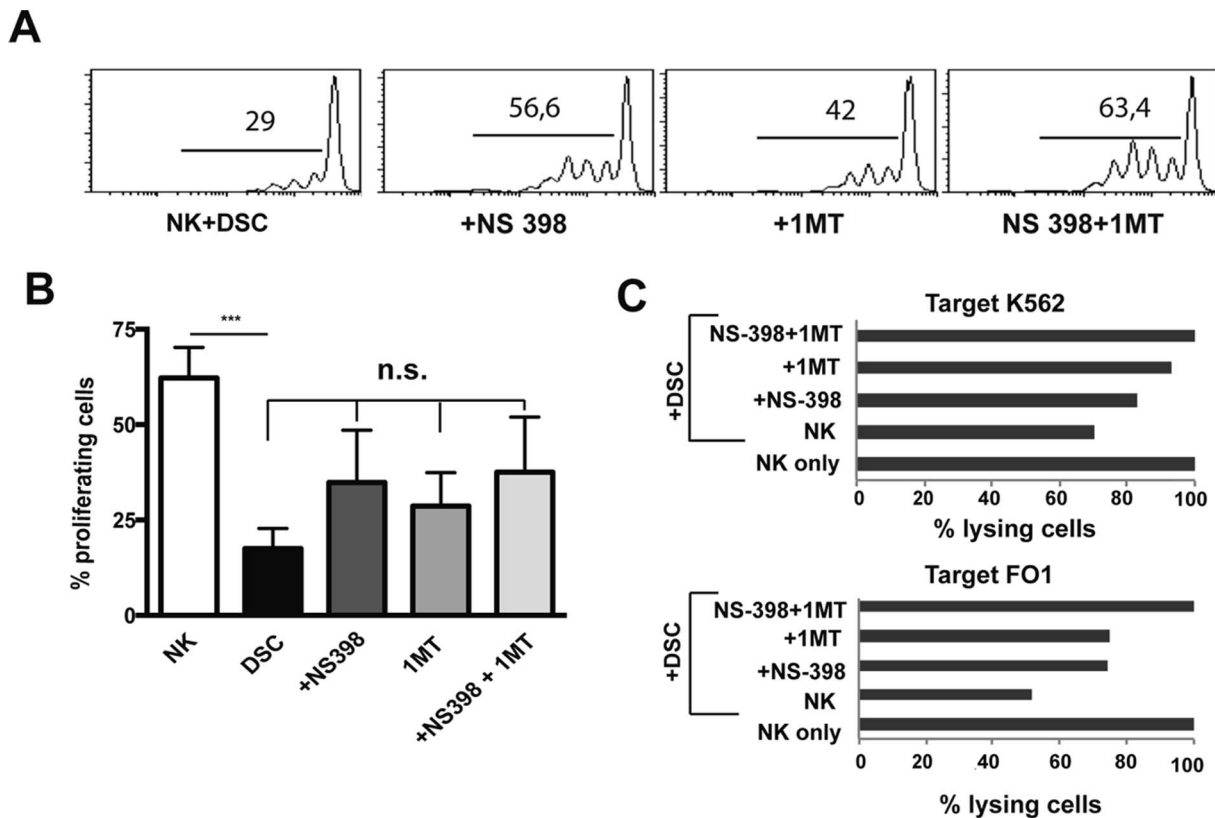 A
29
56,6
42
63,4
NK+DSC
+NS 398
+1MT
NS 398+1MT
B
***
n.s.
75
50
25
0
% proliferating cells
NK
DSC
+NS398
1MT
+NS398 + 1MT
C
Target K562
+DSC
NS-398+1MT
+1MT
+NS-398
NK
NK only
0 20 40 60 80 100
% lysing cells
Target FO1
+DSC
NS-398+1MT
+1MT
+NS-398
NK
NK only
0 20 40 60 80 100
% lysing cells